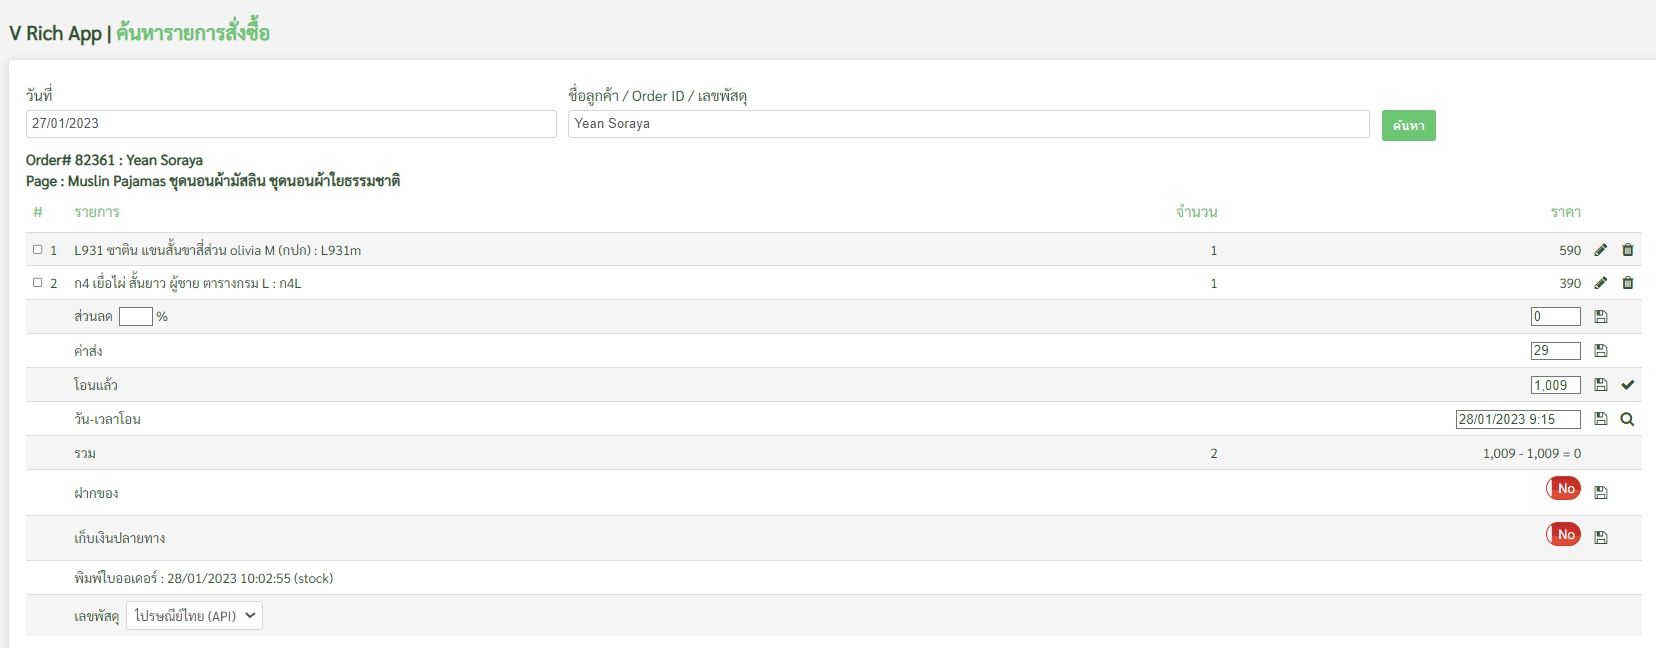 V Rich App | ค้นหารายการสั่งซื้อ
วันที่ ชื่อลูกค้า / Order ID / เลขพัสดุ
27/01/2023 Yean Soraya ค้นหา
Order# 82361 : Yean Soraya
Page : Muslin Pajamas ชุดนอนผ้ามัสลิน ชุดนอนผ้าใยธรรมชาติ
# รายการ จำนวน ราคา
1 L931 ซาติน แขนสั้นขาสี่ส่วน olivia M (กปก) : L931m 1 590
2 ก4 เยื่อไผ่ สั้นยาว ผู้ชาย ตารางกรม L : ก4L 1 390
ส่วนลด % 0
ค่าส่ง 29
โอนแล้ว 1,009
วัน-เวลาโอน 28/01/2023 9:15
รวม 2 1,009 - 1,009 = 0
ฝากของ No
เก็บเงินปลายทาง No
พิมพ์ใบออเดอร์ : 28/01/2023 10:02:55 (stock)
เลขพัสดุ ไปรษณีย์ไทย (API)